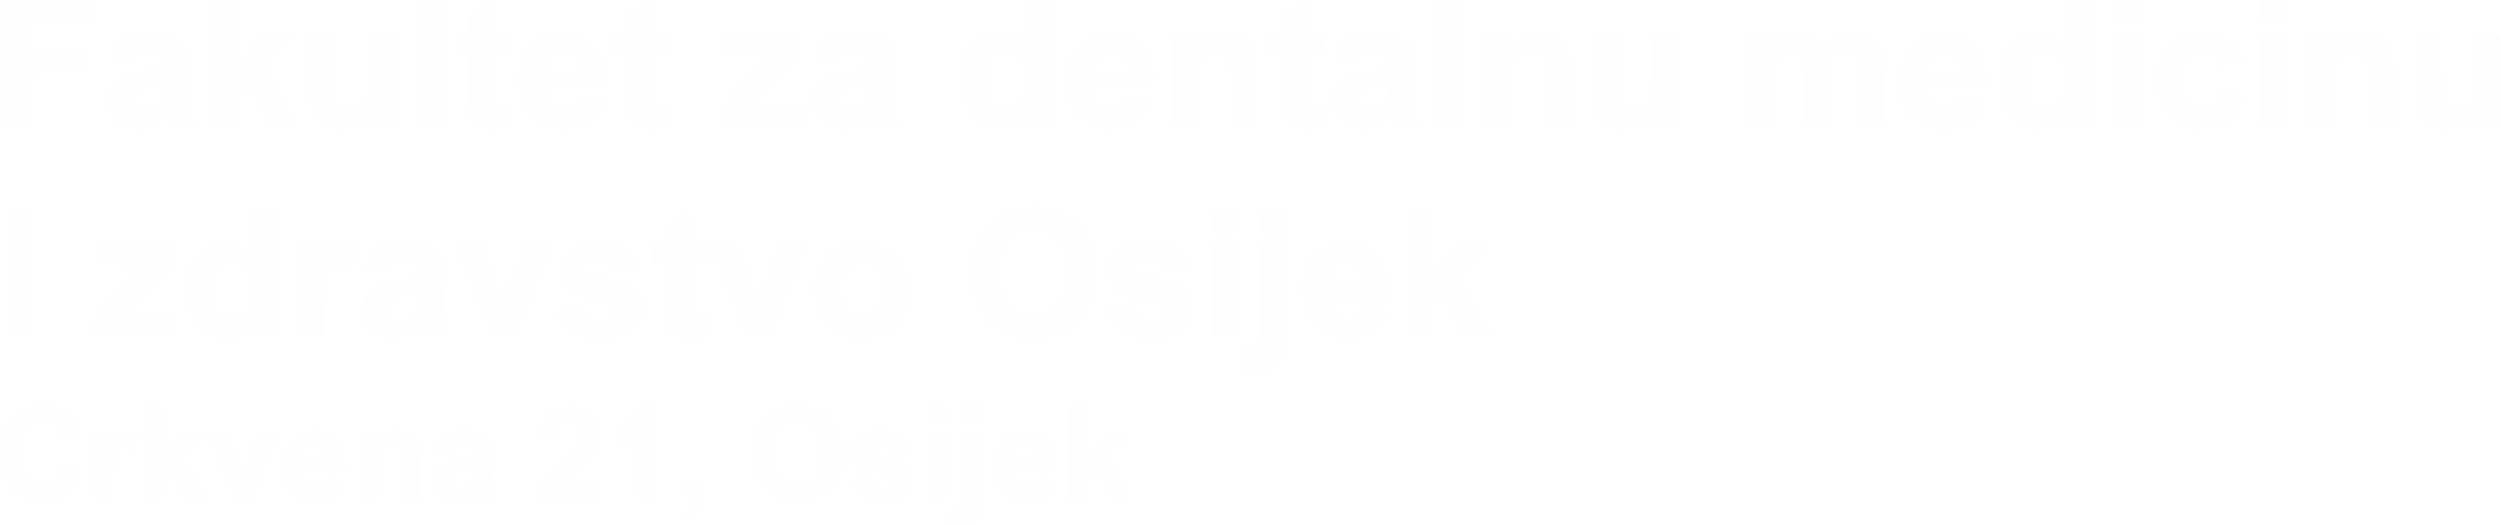 Fakultet za dentalnu medicinu
i zdravstvo Osijek
Crkvena 21, Osijek